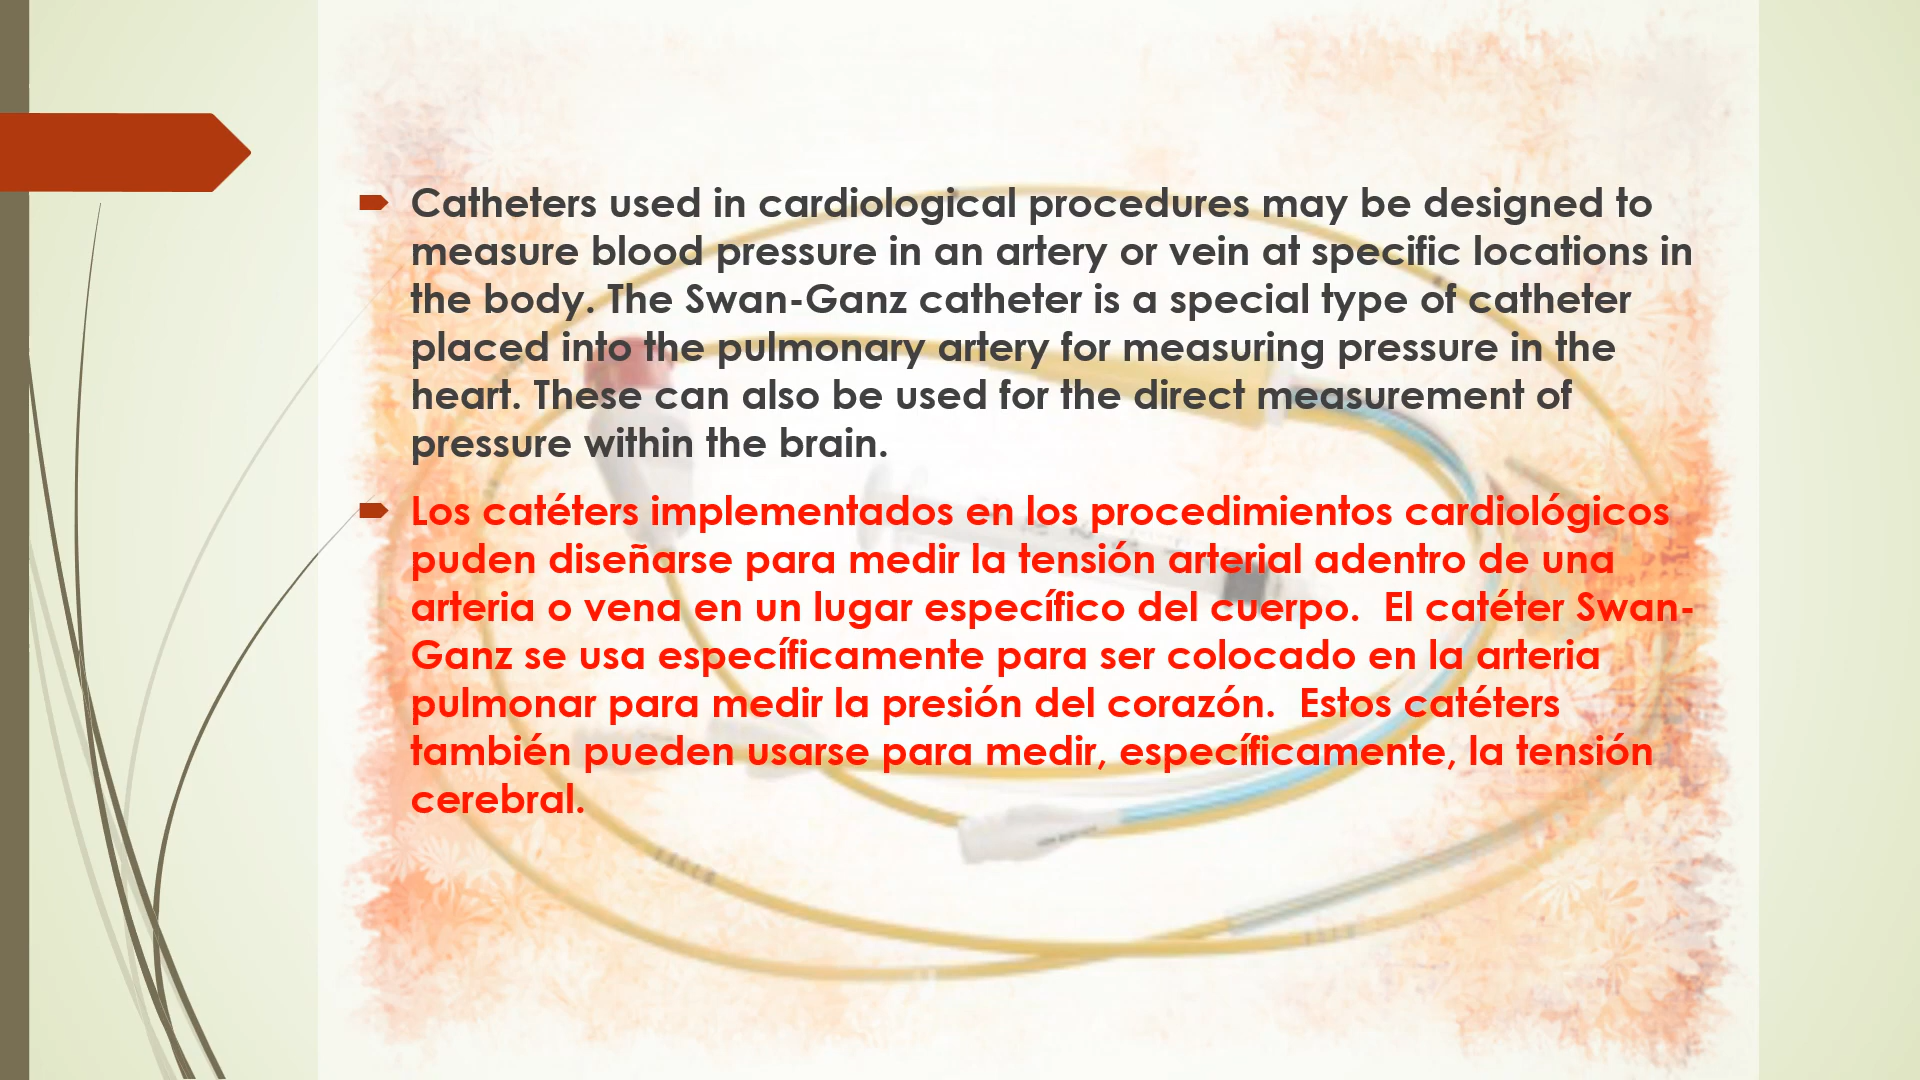 Catheters used in cardiological procedures may be designed to
measure blood pressure in an artery or vein at specific locations in
the body. The Swan-Ganz catheter is a special type of catheter
placed into the pulmonary artery for measuring pressure in the
heart. These can also be used for the direct measurement of
pressure within the brain.
Los catéters implementados en los procedimientos cardiológicos
puden diseñarse para medir la tensión arterial adentro de una
arteria o vena en un lugar específico del cuerpo.  El catéter Swan-
Ganz se usa específicamente para ser colocado en la arteria
pulmonar para medir la presión del corazón.  Estos catéters
también pueden usarse para medir, específicamente, la tensión
cerebral.